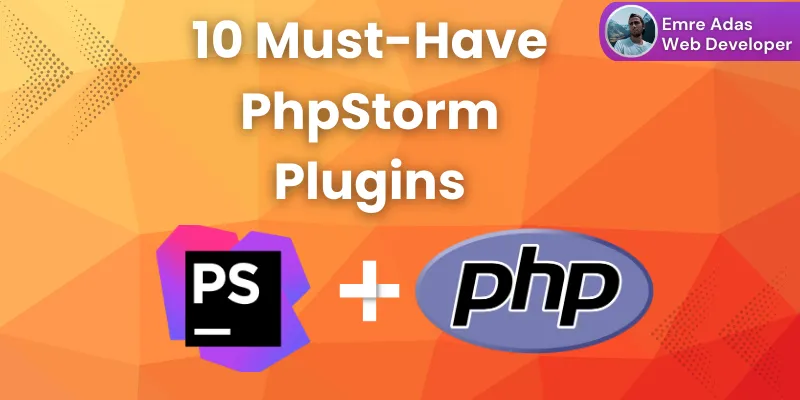 10 Must-Have
PhpStorm
Plugins
Emre Adas
Web Developer
PS
php